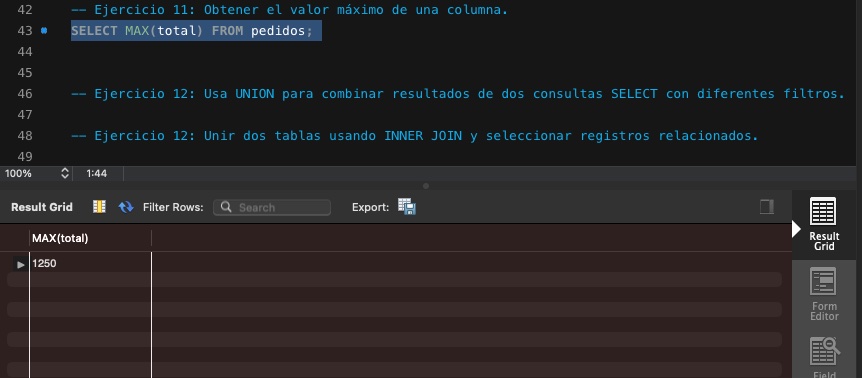 42 -- Ejercicio 11: Obtener el valor máximo de una columna.
43 SELECT MAX(total) FROM pedidos;
44
45
46 -- Ejercicio 12: Usa UNION para combinar resultados de dos consultas SELECT con diferentes filtros.
47
48 -- Ejercicio 12: Unir dos tablas usando INNER JOIN y seleccionar registros relacionados.
49
100% 1:44
Result Grid Filter Rows: Search Export:
MAX(total)
1250
Result
Grid
Form
Editor
Field